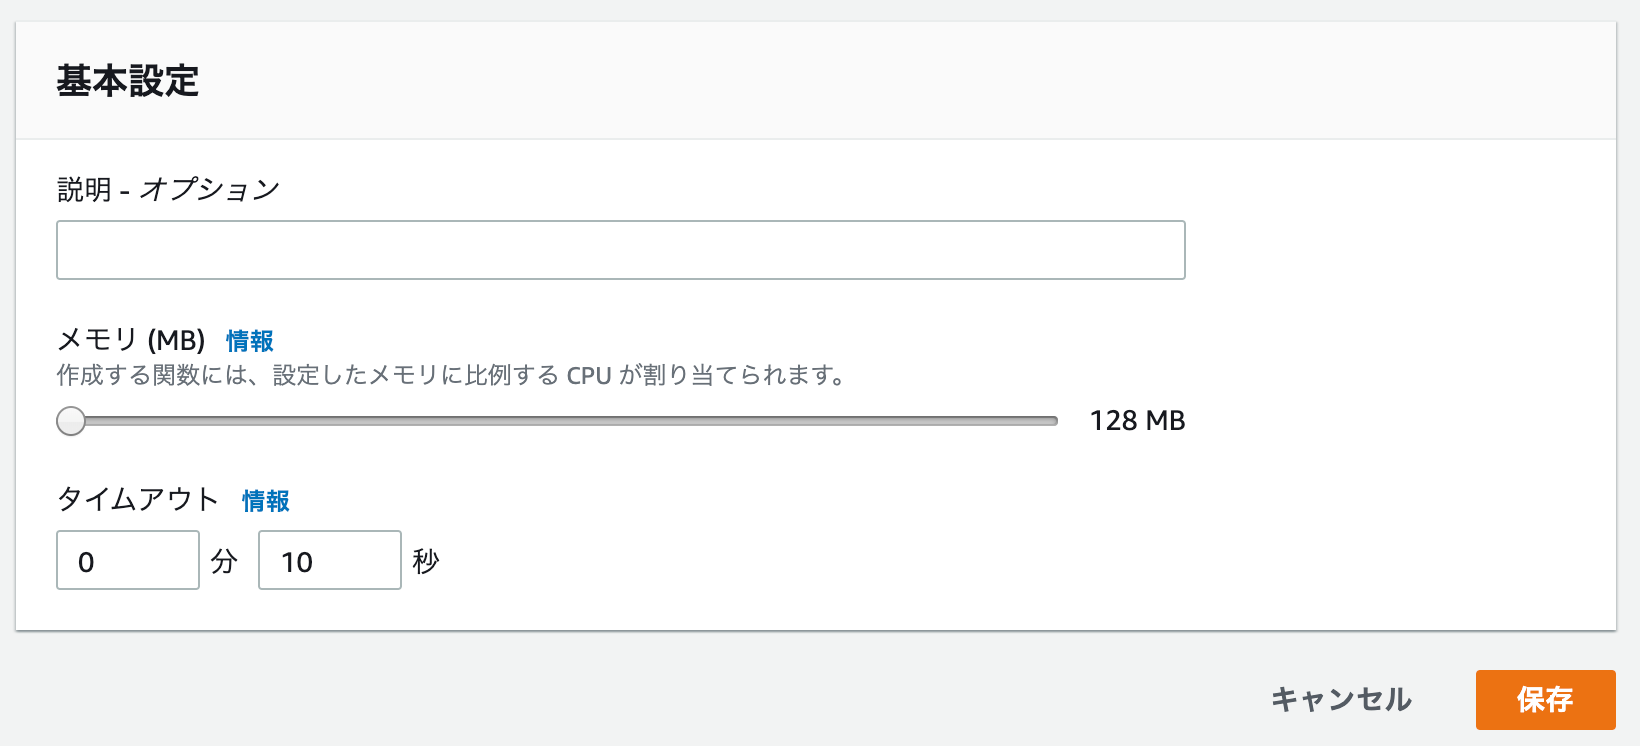 基本設定
説明 - オプション
メモリ (MB) 情報
作成する関数には、設定したメモリに比例する CPU が割り当てられます。
128 MB
タイムアウト 情報
0 分 10 秒
キャンセル 保存